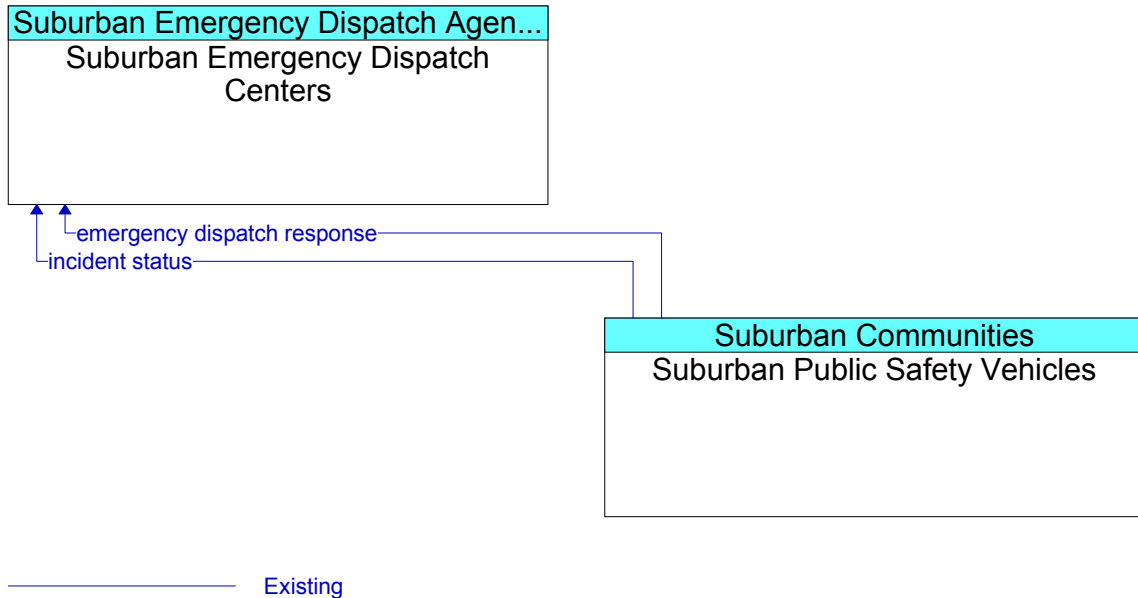 Suburban Emergency Dispatch Agen...
Suburban Emergency Dispatch
Centers
emergency dispatch response
incident status
Suburban Communities
Suburban Public Safety Vehicles
Existing